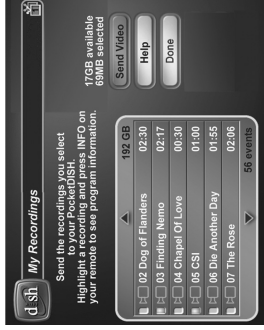 dish
My Recordings
Send the recordings you select
to your PocketDISH.
Highlight a recording and press INFO on
your remote to see program information.
17GB available
69MB selected
192 GB
02 Dog of Flanders 02:30
03 Finding Nemo 02:17
04 Chapel Of Love 00:30
05 CSI 01:00
06 Die Another Day 01:55
07 The Rose 02:06
56 events
Send Video
Help
Done